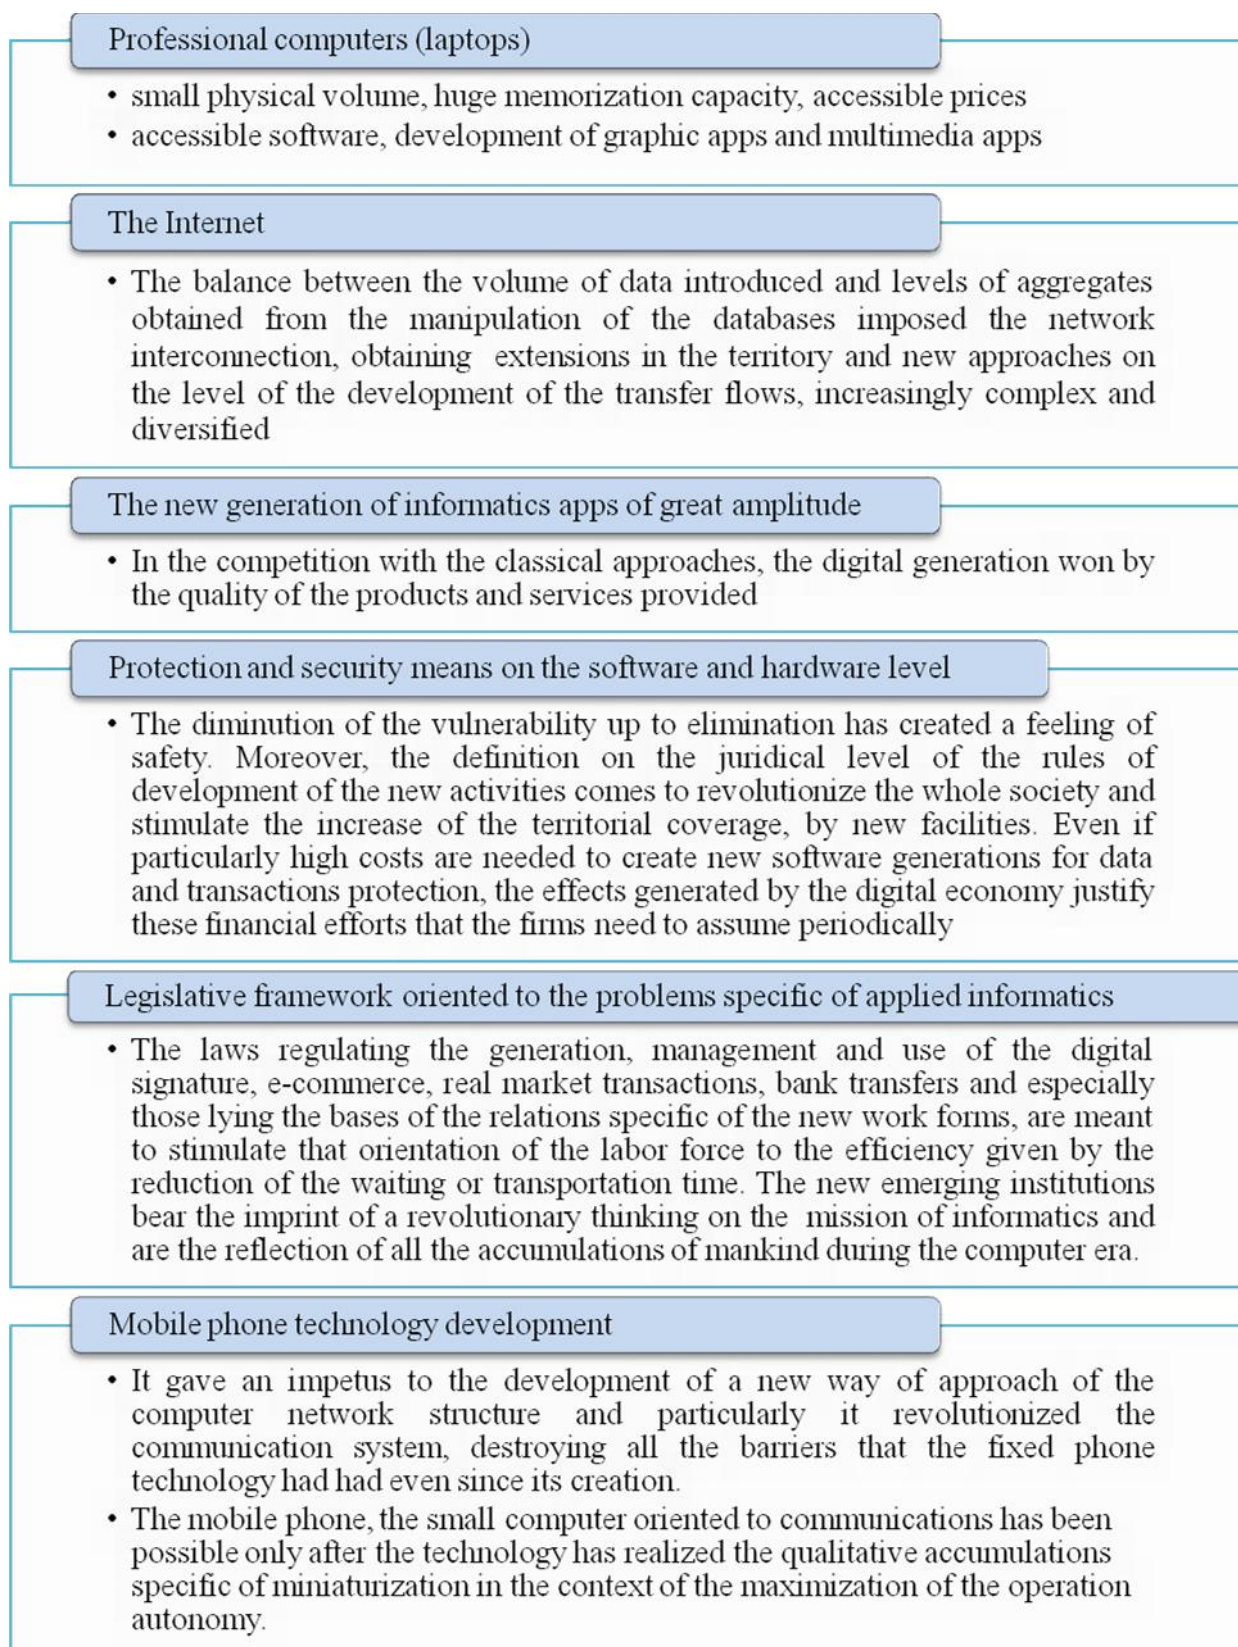 Professional computers (laptops)
• small physical volume, huge memorization capacity, accessible prices
• accessible software, development of graphic apps and multimedia apps
The Internet
• The balance between the volume of data introduced and levels of aggregates
obtained from the manipulation of the databases imposed the network
interconnection, obtaining extensions in the territory and new approaches on
the level of the development of the transfer flows, increasingly complex and
diversified
The new generation of informatics apps of great amplitude
• In the competition with the classical approaches, the digital generation won by
the quality of the products and services provided
Protection and security means on the software and hardware level
• The diminution of the vulnerability up to elimination has created a feeling of
safety. Moreover, the definition on the juridical level of the rules of
development of the new activities comes to revolutionize the whole society and
stimulate the increase of the territorial coverage, by new facilities. Even if
particularly high costs are needed to create new software generations for data
and transactions protection, the effects generated by the digital economy justify
these financial efforts that the firms need to assume periodically
Legislative framework oriented to the problems specific of applied informatics
• The laws regulating the generation, management and use of the digital
signature, e-commerce, real market transactions, bank transfers and especially
those lying the bases of the relations specific of the new work forms, are meant
to stimulate that orientation of the labor force to the efficiency given by the
reduction of the waiting or transportation time. The new emerging institutions
bear the imprint of a revolutionary thinking on the mission of informatics and
are the reflection of all the accumulations of mankind during the computer era.
Mobile phone technology development
• It gave an impetus to the development of a new way of approach of the
computer network structure and particularly it revolutionized the
communication system, destroying all the barriers that the fixed phone
technology had had even since its creation.
• The mobile phone, the small computer oriented to communications has been
possible only after the technology has realized the qualitative accumulations
specific of miniaturization in the context of the maximization of the operation
autonomy.